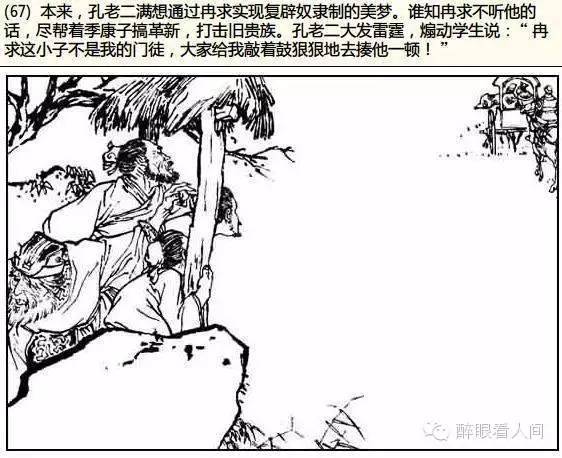 (67) 本来，孔老二满想通过冉求实现复辟奴隶制的美梦。谁知冉求不听他的
话，尽帮着季康子搞革新，打击旧贵族。孔老二大发雷霆，煽动学生说：“ 冉
求这小子不是我的门徒，大家给我敲着鼓狠狠地去揍他一顿！”
醉眼看人间